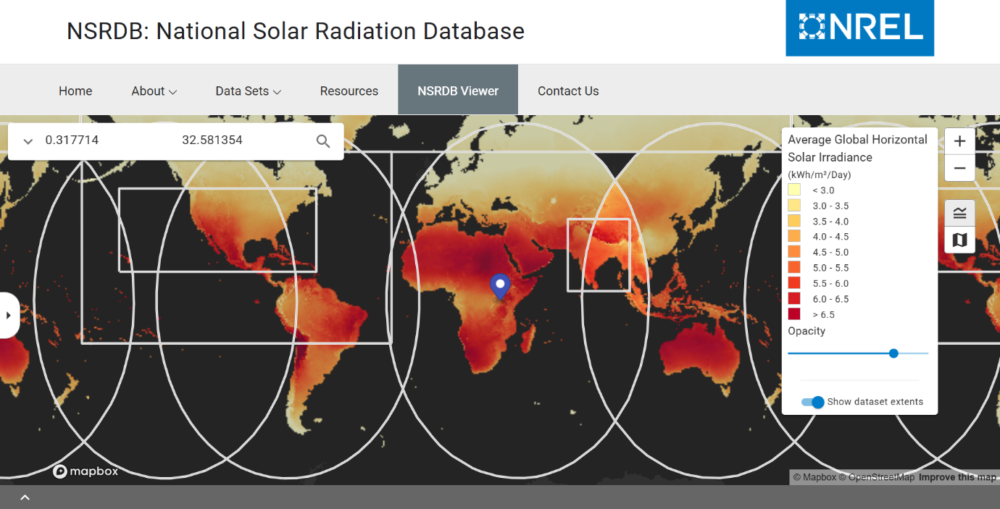 NSRDB: National Solar Radiation Database
NREL
Home About Data Sets Resources NSRDB Viewer Contact Us
0.317714 32.581354
Average Global Horizontal
Solar Irradiance
(kWh/m²/Day)
< 3.0
3.0 - 3.5
3.5 - 4.0
4.0 - 4.5
4.5 - 5.0
5.0 - 5.5
5.5 - 6.0
6.0 - 6.5
> 6.5
Opacity
Show dataset extents
mapbox
© Mapbox © OpenStreetMap Improve this map